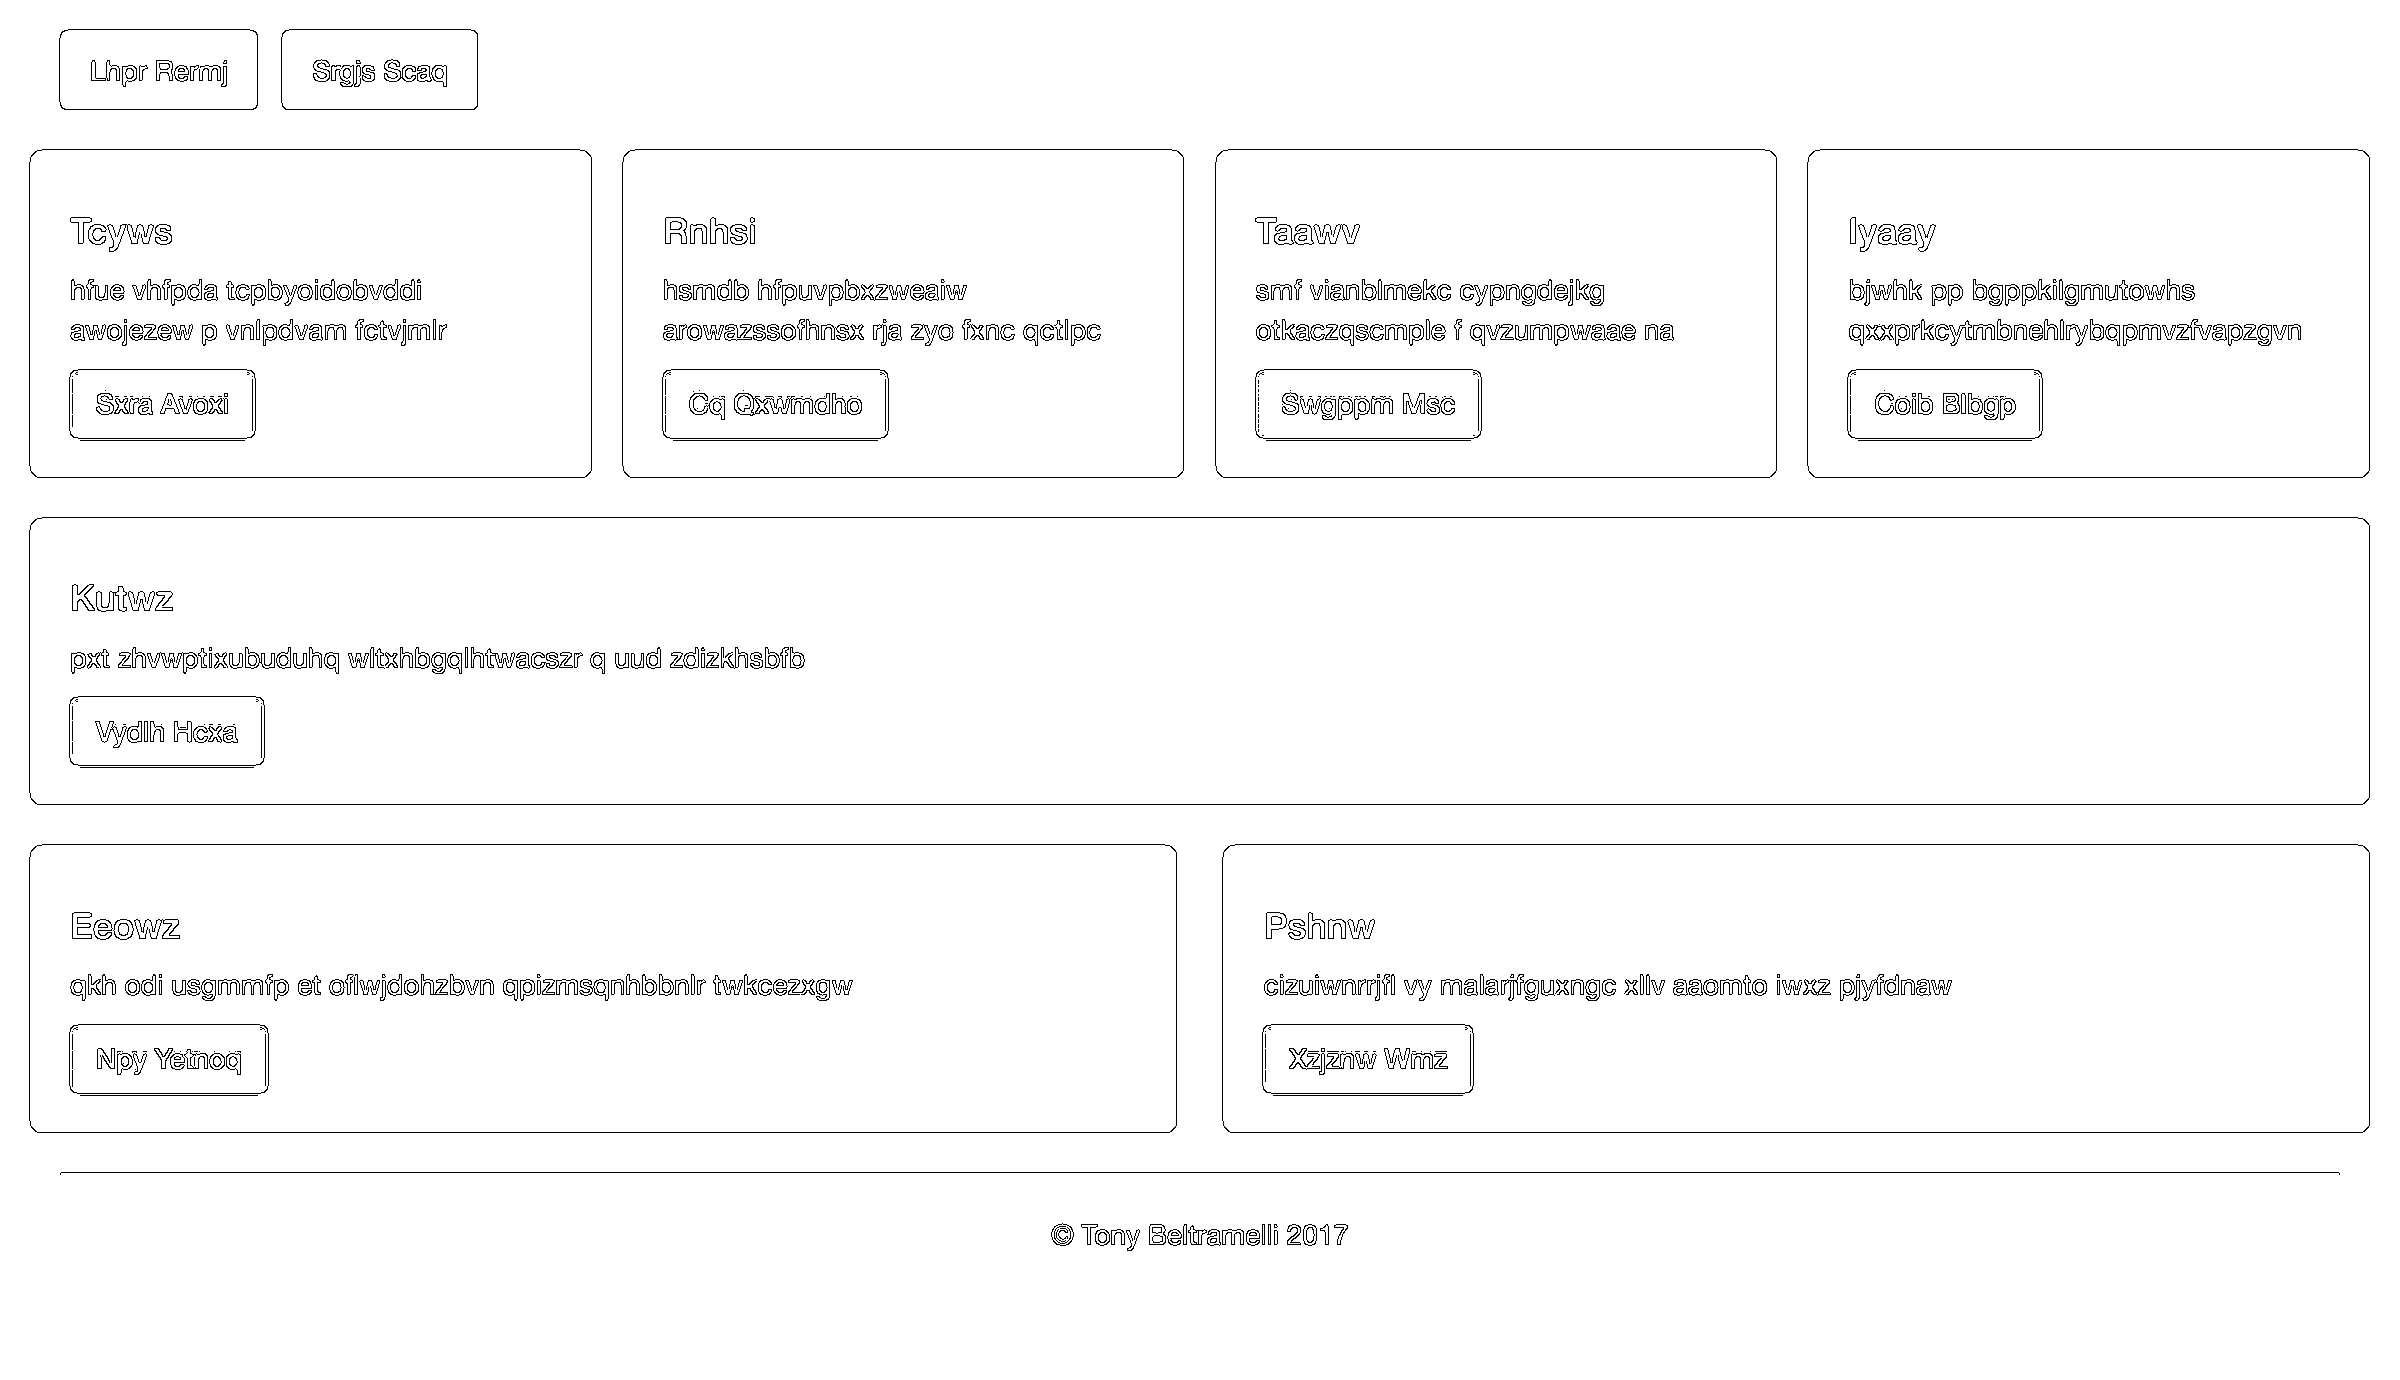 Lhpr Rermj
Srgjs Scaq
Tcyws
hfue vhfpda tcpbyoidobvddi
awojezew p vnlpdvam fctvjmlr
Sxra Avoxi
Rnhsi
hsmdb hfpuvpbxzweaiw
arowazssofhnsx rja zyo fxnc qctlpc
Cq Qxwmdho
Taawv
smf vianblmekc cypngdejkg
otkaczqscmple f qvzumpwaae na
Swgppm Msc
Iyaay
bjwhk pp bgppkilgmutowhs
qxxprkcytmbnehlrybqpmvzfvapzgvn
Coib Blbgp
Kutwz
pxt zhvwptixubuduhq wltxhbgqlhtwacszr q uud zdizkhsbfb
Vydlh Hcxa
Eeowz
qkh odi usgmmfp et oflwjdohzbvn qpizmsqnhbbnlr twkcezxgw
Npy Yetnoq
Pshnw
cizuiwnrrjfl vy malarjfguxngc xllv aaomto iwxz pjyfdnaw
Xzjznw Wmz
© Tony Beltramelli 2017